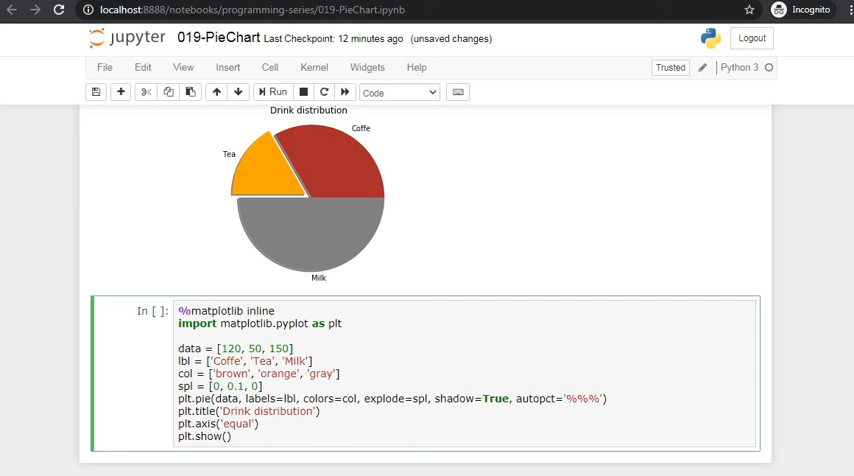 localhost:8888/notebooks/programming-series/019-PieChart.ipynb Incognito
jupyter 019-PieChart Last Checkpoint: 12 minutes ago (unsaved changes) Logout
File Edit View Insert Cell Kernel Widgets Help Trusted Python 3
Run Code
Drink distribution
Coffe
Tea
Milk
In [ ]: %matplotlib inline
import matplotlib.pyplot as plt
data = [120, 50, 150]
lbl = ['Coffe', 'Tea', 'Milk']
col = ['brown', 'orange', 'gray']
spl = [0, 0.1, 0]
plt.pie(data, labels=lbl, colors=col, explode=spl, shadow=True, autopct='%%%')
plt.title('Drink distribution')
plt.axis('equal')
plt.show()